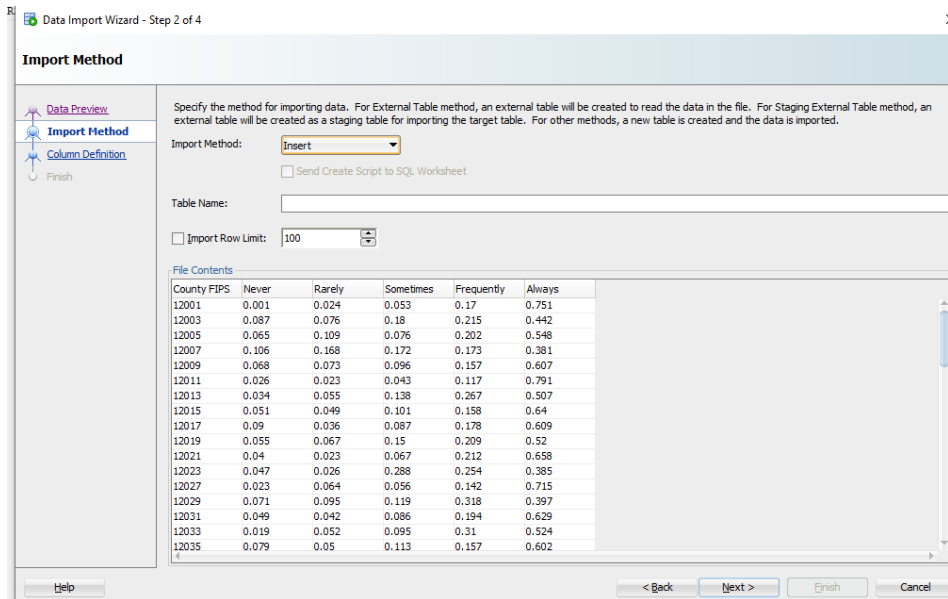 R
Data Import Wizard - Step 2 of 4
Import Method
Data Preview
Import Method
Column Definition
Finish
Specify the method for importing data. For External Table method, an external table will be created to read the data in the file. For Staging External Table method, an
external table will be created as a staging table for importing the target table. For other methods, a new table is created and the data is imported.
Import Method: Insert
Send Create Script to SQL Worksheet
Table Name:
Import Row Limit: 100
File Contents
County FIPS Never Rarely Sometimes Frequently Always
12001 0.001 0.024 0.053 0.17 0.751
12003 0.087 0.076 0.18 0.215 0.442
12005 0.065 0.109 0.076 0.202 0.548
12007 0.106 0.168 0.172 0.173 0.381
12009 0.068 0.073 0.096 0.157 0.607
12011 0.026 0.023 0.043 0.117 0.791
12013 0.034 0.055 0.138 0.267 0.507
12015 0.051 0.049 0.101 0.158 0.64
12017 0.09 0.036 0.087 0.178 0.609
12019 0.055 0.067 0.15 0.209 0.52
12021 0.04 0.023 0.067 0.212 0.658
12023 0.047 0.026 0.288 0.254 0.385
12027 0.023 0.064 0.056 0.142 0.715
12029 0.071 0.095 0.119 0.318 0.397
12031 0.049 0.042 0.086 0.194 0.629
12033 0.019 0.052 0.095 0.31 0.524
12035 0.079 0.05 0.113 0.157 0.602
Help
< Back Next > Finish Cancel